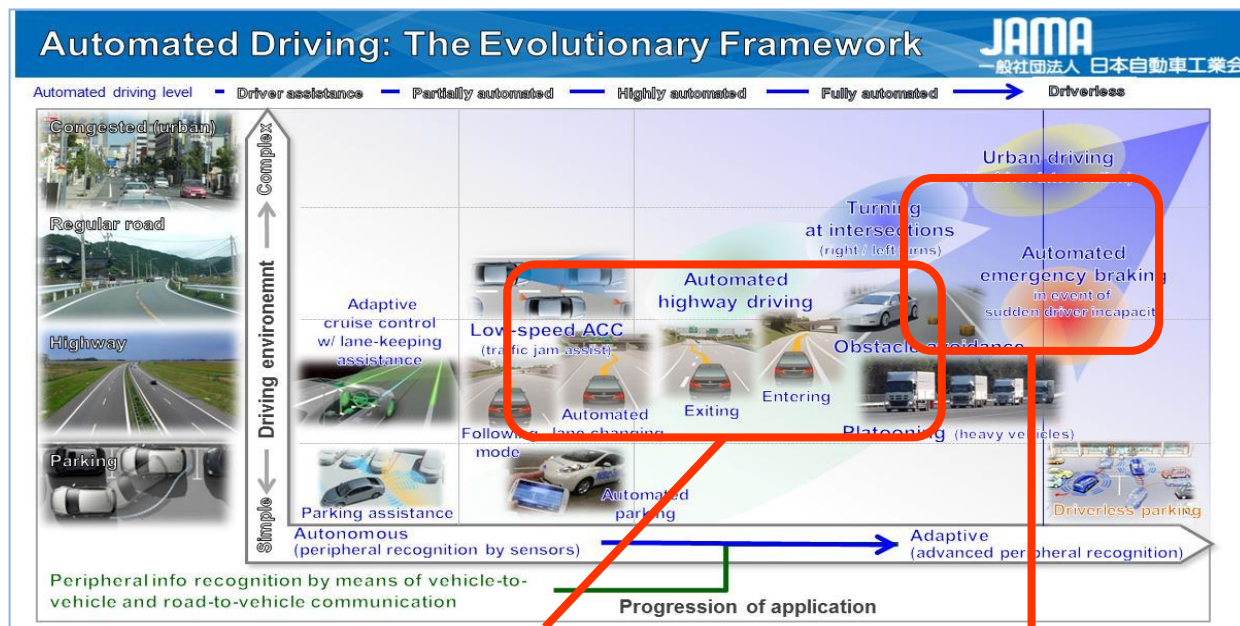 Automated Driving: The Evolutionary Framework
JAMA
一般社団法人 日本自動車工業会
Automated driving level
Driver assistance
Partially automated
Highly automated
Fully automated
Driverless
Congested (urban)
Regular road
Highway
Parking
Complex
Driving environemnt
Simple
Urban driving
Turning
at intersections
(right / left turns)
Automated
emergency braking
in event of
sudden driver incapacity
Automated
highway driving
Adaptive
cruise control
w/ lane-keeping
assistance
Low-speed ACC
(traffic jam assist)
Obstacle avoidance
Following
mode
Automated
lane changing
Exiting
Entering
Platooning (heavy vehicles)
Parking assistance
Automated
parking
Driverless parking
Autonomous
(peripheral recognition by sensors)
Adaptive
(advanced peripheral recognition)
Peripheral info recognition by means of vehicle-to-
vehicle and road-to-vehicle communication
Progression of application